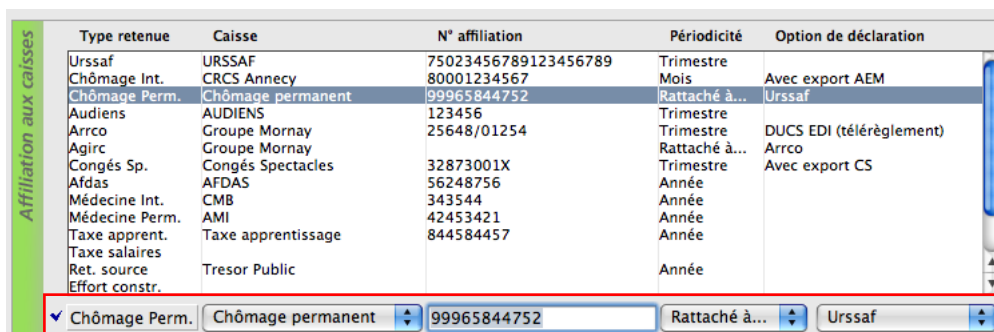 Affiliation aux caisses
Type retenue Caisse N° affiliation Périodicité Option de déclaration
Urssaf URSSAF 75023456789123456789 Trimestre
Chômage Int. CRCS Annecy 80001234567 Mois Avec export AEM
Chômage Perm. Chômage permanent 99965844752 Rattaché à... Urssaf
Audiens AUDIENS 123456 Trimestre
Arrco Groupe Mornay 25648/01254 Trimestre DUCS EDI (télérèglement)
Agirc Groupe Mornay Rattaché à... Arrco
Congés Sp. Congés Spectacles 32873001X Trimestre Avec export CS
Afdas AFDAS 56248756 Année
Médecine Int. CMB 343544 Année
Médecine Perm. AMI 42453421 Année
Taxe apprent. Taxe apprentissage 844584457 Année
Taxe salaires
Ret. source Tresor Public Année
Effort constr.
Chômage Perm. Chômage permanent 99965844752 Rattaché à... Urssaf